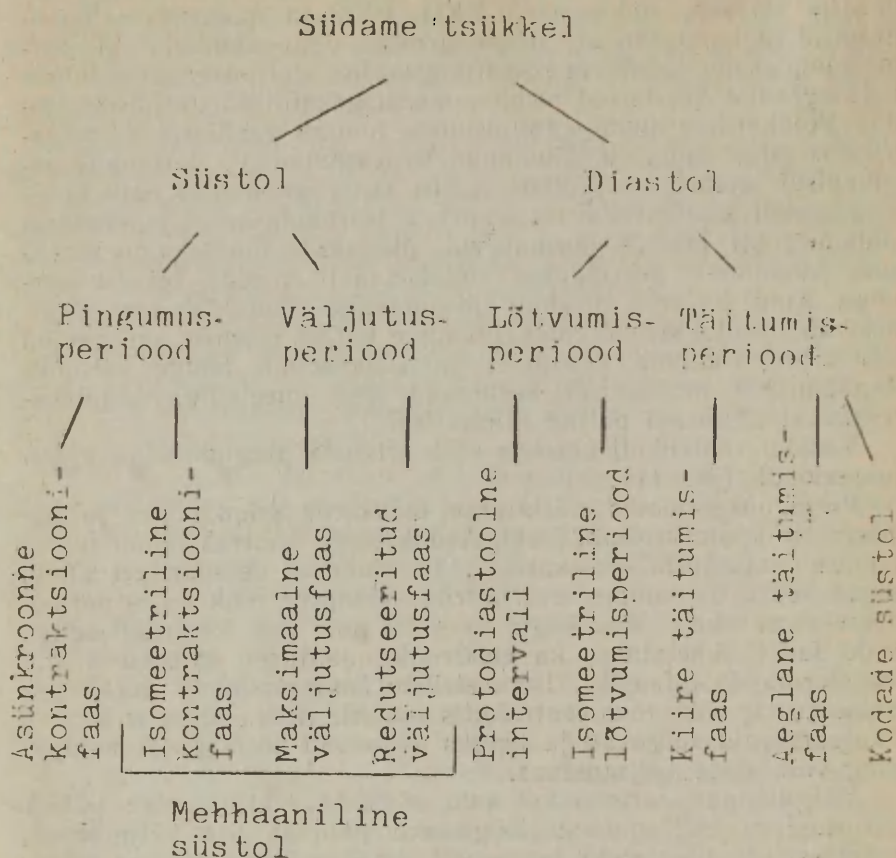 Südame tsükkel
Süstol
Diastol
Pingumus-
periood
Väljutus-
periood
Lõtvumis-
periood
Täitumis-
periood
Asünkroonne
kontraktsiooni-
faas
Isomeetriline
kontraktsiooni-
faas
Maksimaalne
väljutusfaas
Redutseeritud
väljutusfaas
Protodiastoolne
intervall
Isomeetriline
lõtvumisperiood
Kiire täitumis-
faas
Aeglane täitumis-
faas
Kodade süstol
Mehhaaniline
süstol